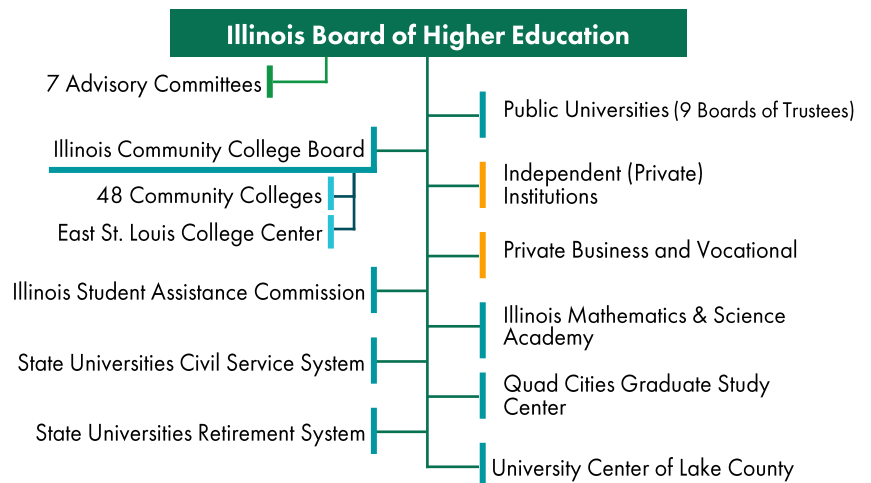 Illinois Board of Higher Education
7 Advisory Committees
Illinois Community College Board
48 Community Colleges
East St. Louis College Center
Illinois Student Assistance Commission
State Universities Civil Service System
State Universities Retirement System
Public Universities (9 Boards of Trustees)
Independent (Private)
Institutions
Private Business and Vocational
Illinois Mathematics & Science
Academy
Quad Cities Graduate Study
Center
University Center of Lake County